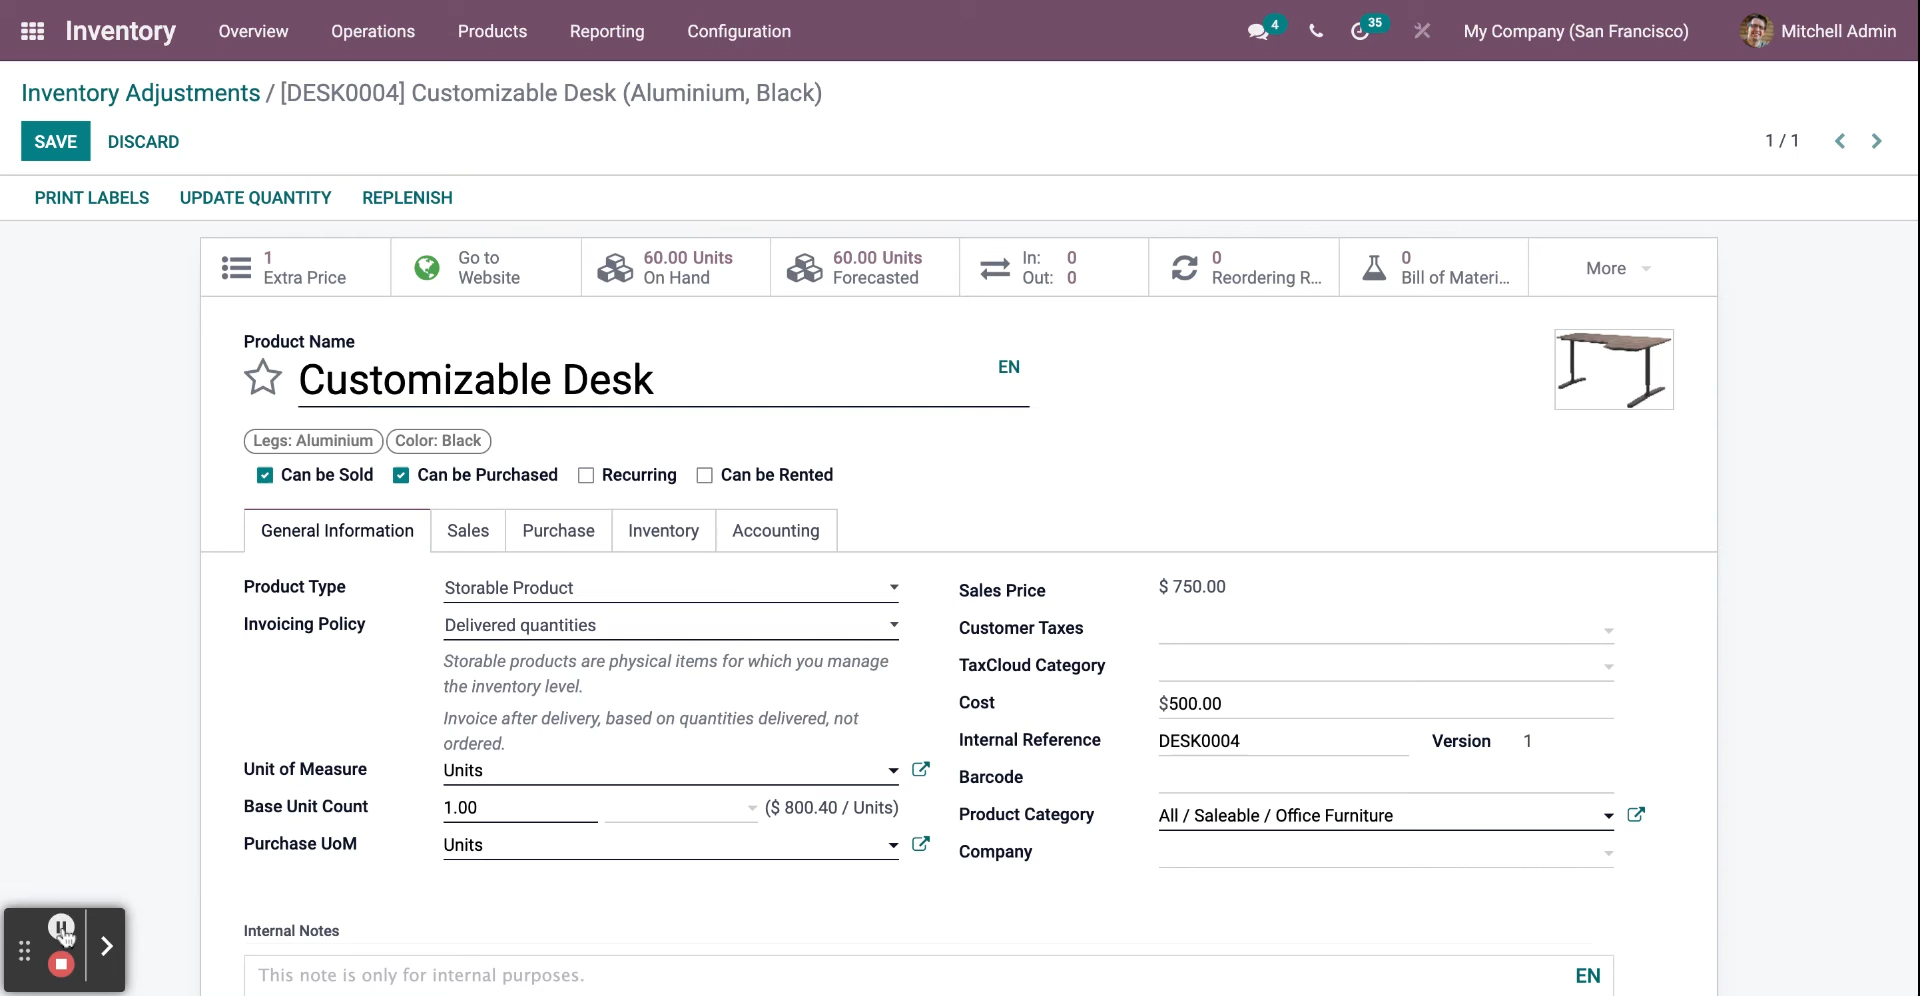 Inventory Overview Operations Products Reporting Configuration 4 35 My Company (San Francisco) Mitchell Admin
Inventory Adjustments / [DESK0004] Customizable Desk (Aluminium, Black)
SAVE DISCARD 1 / 1
PRINT LABELS UPDATE QUANTITY REPLENISH
1 Extra Price
Go to Website
60.00 Units On Hand
60.00 Units Forecasted
In: 0
Out: 0
0 Reordering R...
0 Bill of Materi...
More
Product Name
Customizable Desk EN
Legs: Aluminium Color: Black
Can be Sold Can be Purchased Recurring Can be Rented
General Information Sales Purchase Inventory Accounting
Product Type Storable Product
Invoicing Policy Delivered quantities
Storable products are physical items for which you manage
the inventory level.
Invoice after delivery, based on quantities delivered, not
ordered.
Unit of Measure Units
Base Unit Count 1.00 ($ 800.40 / Units)
Purchase UoM Units
Sales Price $ 750.00
Customer Taxes
TaxCloud Category
Cost $500.00
Internal Reference DESK0004 Version 1
Barcode
Product Category All / Saleable / Office Furniture
Company
Internal Notes
This note is only for internal purposes. EN